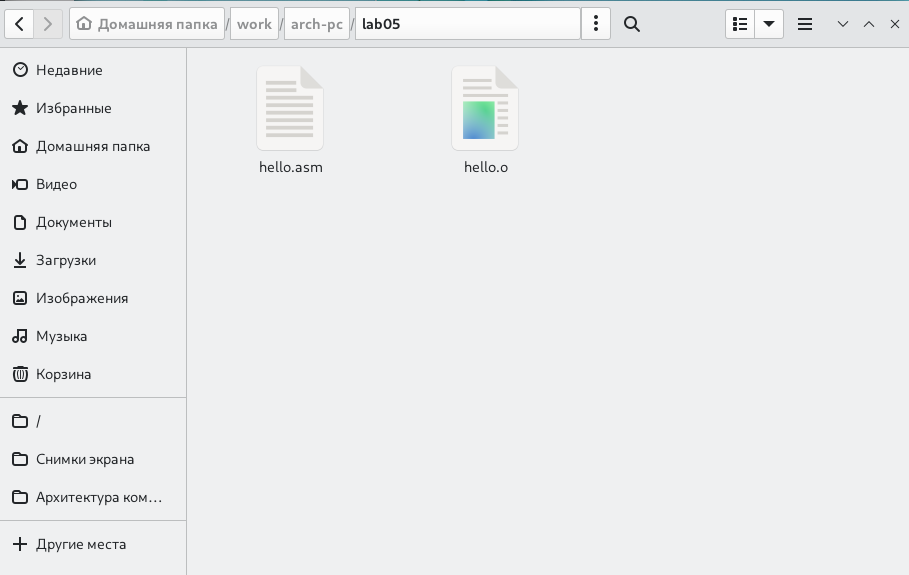 Домашняя папка / work / arch-pc / lab05
Недавние
Избранные
Домашняя папка
Видео
Документы
Загрузки
Изображения
Музыка
Корзина
/
Снимки экрана
Архитектура ком…
Другие места
hello.asm
hello.o